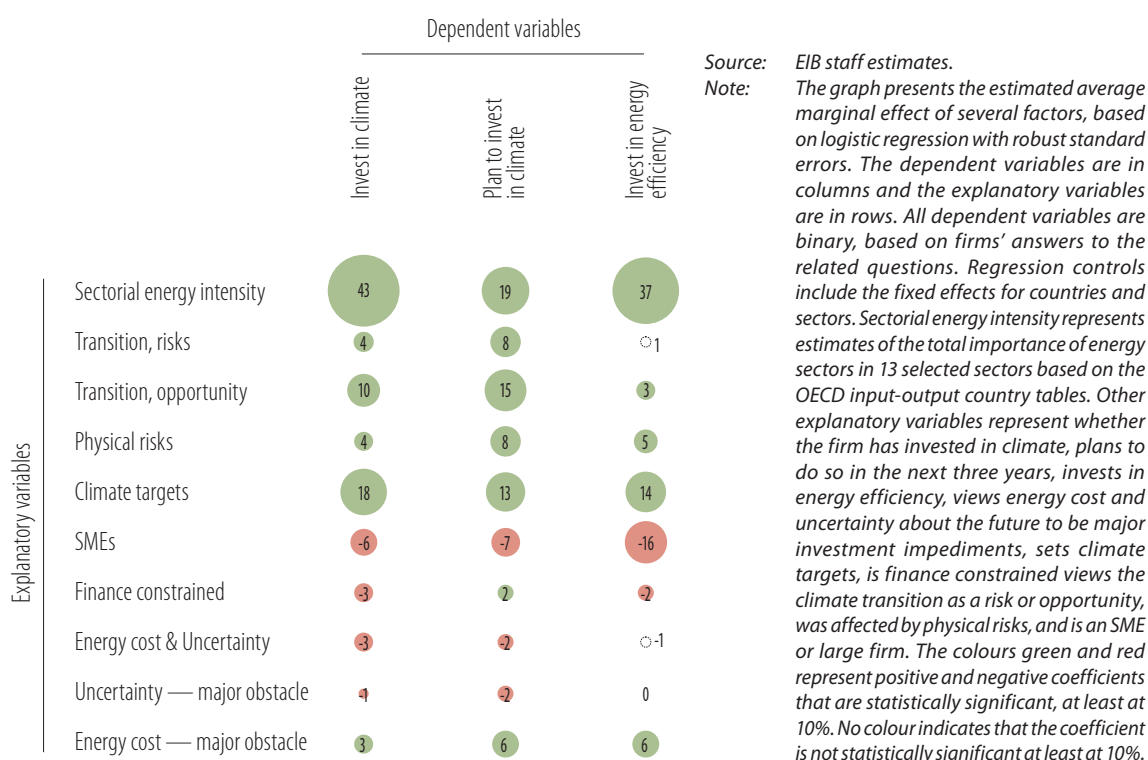 Dependent variables
Invest in climate
Plan to invest
in climate
Invest in energy
efficiency
Explanatory variables
Sectorial energy intensity 43 19 37
Transition, risks 4 8 1
Transition, opportunity 10 15 3
Physical risks 4 8 5
Climate targets 18 13 14
SMEs -6 -7 -16
Finance constrained -3 2 -2
Energy cost & Uncertainty -3 -2 -1
Uncertainty — major obstacle -1 -2 0
Energy cost — major obstacle 3 6 6
Source: EIB staff estimates.
Note: The graph presents the estimated average
marginal effect of several factors, based
on logistic regression with robust standard
errors. The dependent variables are in
columns and the explanatory variables
are in rows. All dependent variables are
binary, based on firms’ answers to the
related questions. Regression controls
include the fixed effects for countries and
sectors. Sectorial energy intensity represents
estimates of the total importance of energy
sectors in 13 selected sectors based on the
OECD input-output country tables. Other
explanatory variables represent whether
the firm has invested in climate, plans to
do so in the next three years, invests in
energy efficiency, views energy cost and
uncertainty about the future to be major
investment impediments, sets climate
targets, is finance constrained views the
climate transition as a risk or opportunity,
was affected by physical risks, and is an SME
or large firm. The colours green and red
represent positive and negative coefficients
that are statistically significant, at least at
10%. No colour indicates that the coefficient
is not statistically significant at least at 10%.